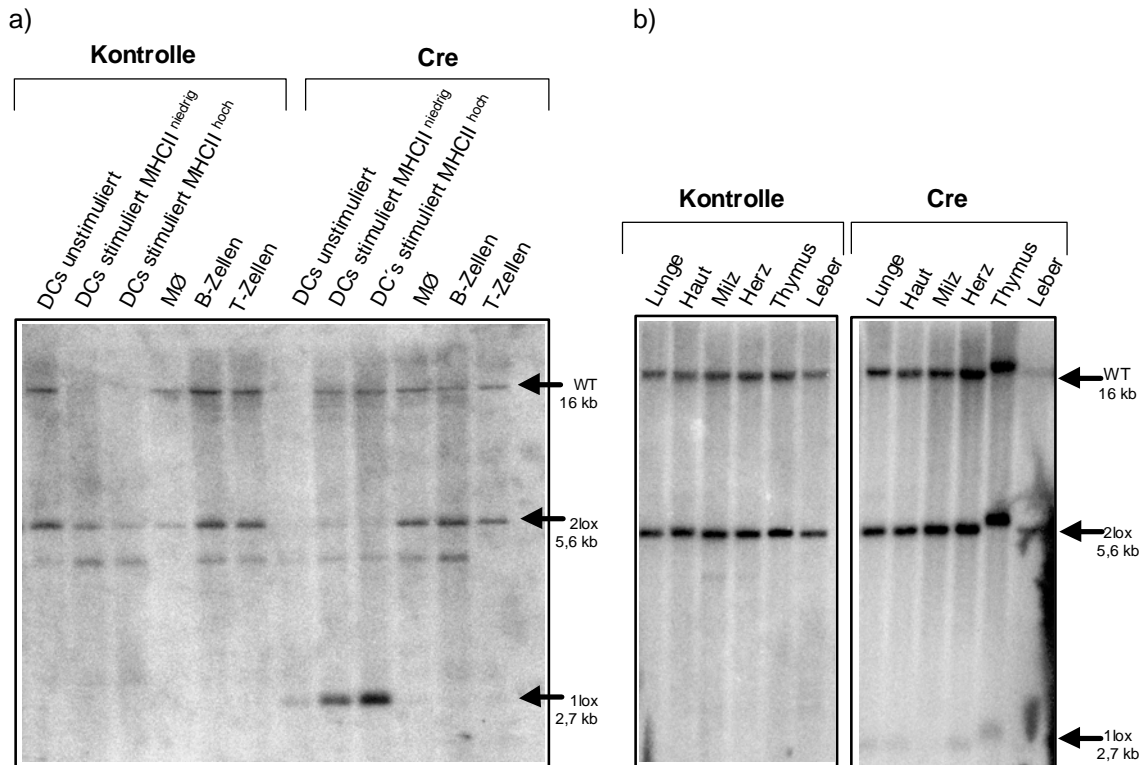 a)
Kontrolle
Cre
DCs unstimuliert
DCs stimuliert MHCII niedrig
DCs stimuliert MHCII hoch
MØ
B-Zellen
T-Zellen
DCs unstimuliert
DCs stimuliert MHCII niedrig
DC´s stimuliert MHCII hoch
MØ
B-Zellen
T-Zellen
WT
16 kb
2lox
5,6 kb
1lox
2,7 kb
b)
Kontrolle
Cre
Lunge
Haut
Milz
Herz
Thymus
Leber
Lunge
Haut
Milz
Herz
Thymus
Leber
WT
16 kb
2lox
5,6 kb
1lox
2,7 kb